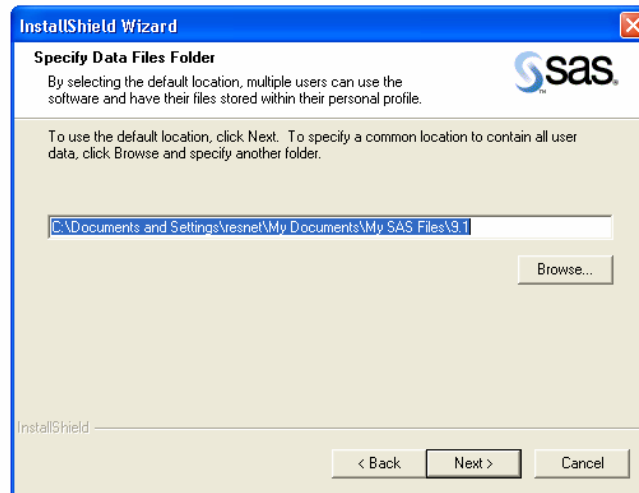 InstallShield Wizard
Specify Data Files Folder
By selecting the default location, multiple users can use the
software and have their files stored within their personal profile.
sas.
TM
To use the default location, click Next. To specify a common location to contain all user
data, click Browse and specify another folder.
C:\Documents and Settings\resnet\My Documents\My SAS Files\9.1
Browse...
InstallShield
< Back
Next >
Cancel